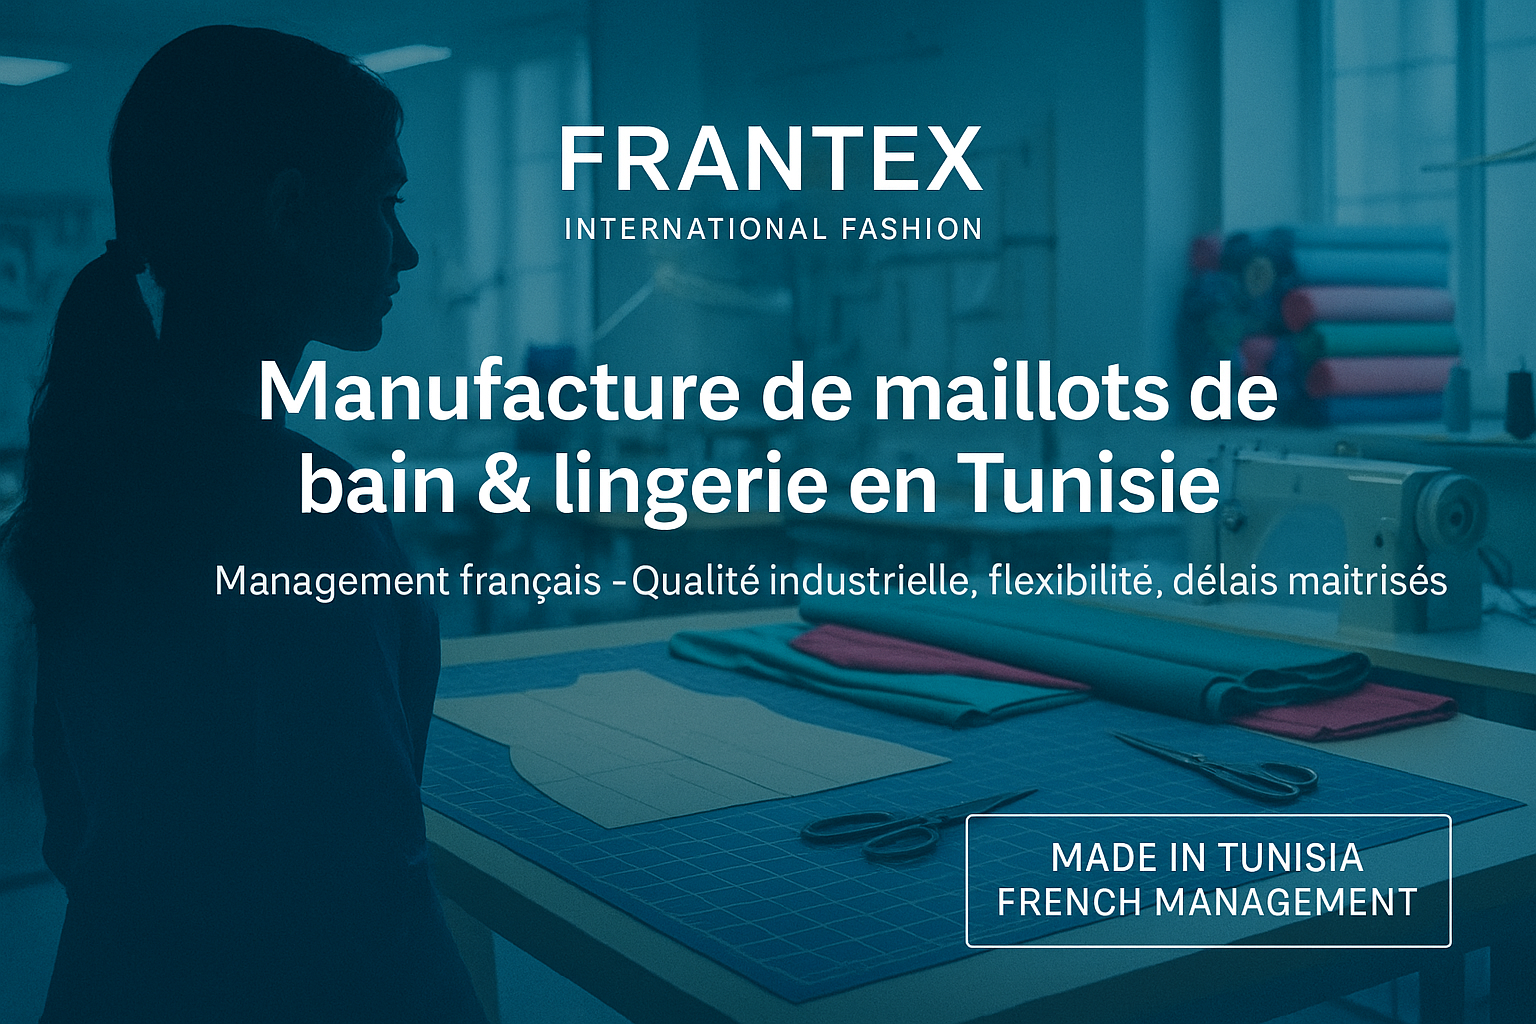 FRANTEX
INTERNATIONAL FASHION
Manufacture de maillots de
bain & lingerie en Tunisie
Management français -Qualité industrielle, flexibilité, délais maitrisés
MADE IN TUNISIA
FRENCH MANAGEMENT